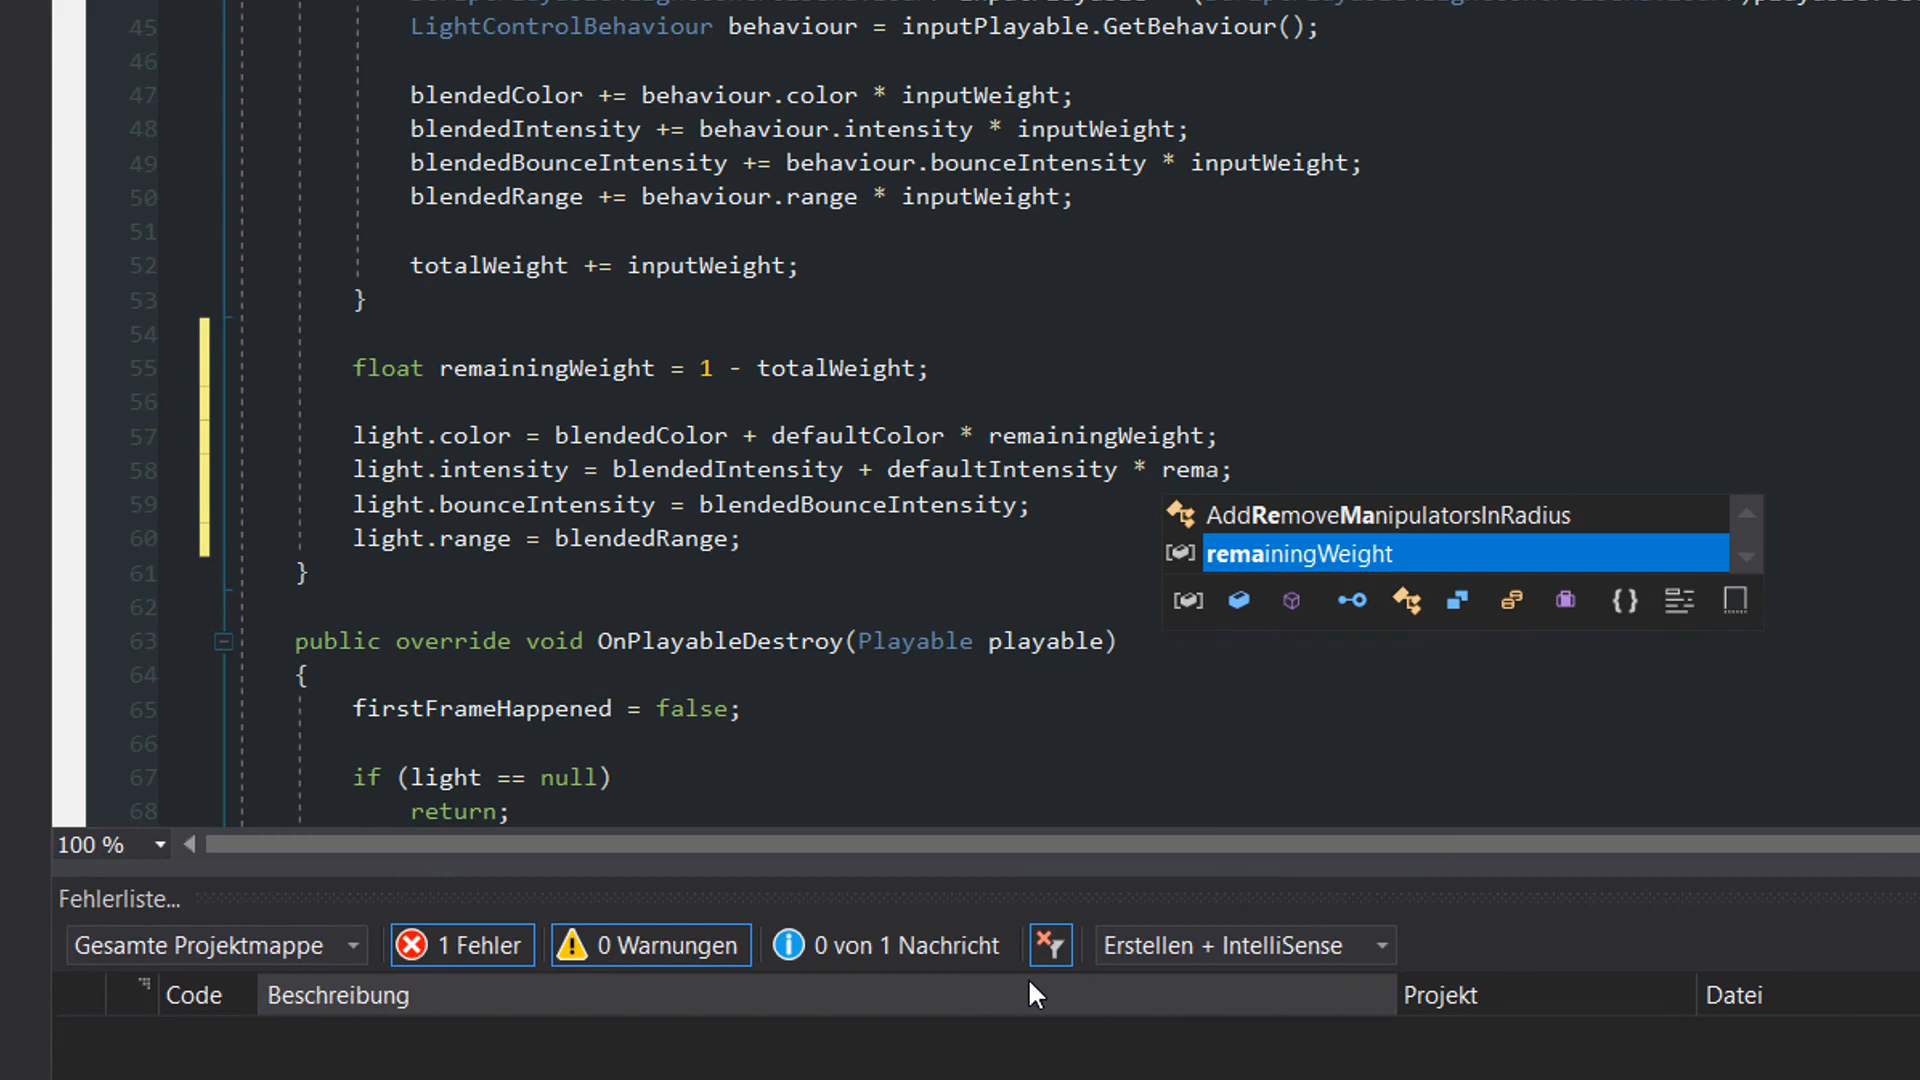 45 LightControlBehaviour behaviour = inputPlayable.GetBehaviour();
46
47 blendedColor += behaviour.color * inputWeight;
48 blendedIntensity += behaviour.intensity * inputWeight;
49 blendedBounceIntensity += behaviour.bounceIntensity * inputWeight;
50 blendedRange += behaviour.range * inputWeight;
51
52 totalWeight += inputWeight;
53 }
54
55 float remainingWeight = 1 - totalWeight;
56
57 light.color = blendedColor + defaultColor * remainingWeight;
58 light.intensity = blendedIntensity + defaultIntensity * rema;
59 light.bounceIntensity = blendedBounceIntensity;
AddRemoveManipulatorsInRadius
60 light.range = blendedRange;
remainingWeight
61 }
62
63 public override void OnPlayableDestroy(Playable playable)
64 {
65 firstFrameHappened = false;
66
67 if (light == null)
68 return;
100 %
Fehlerliste...
Gesamte Projektmappe 1 Fehler 0 Warnungen 0 von 1 Nachricht Erstellen + IntelliSense
Code Beschreibung Projekt Datei